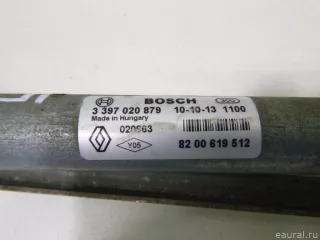 BOSCH
3 397 020 879 10-10-13 1100
Made in Hungary
020963
Y05
82 00 619 512
eaural.ru